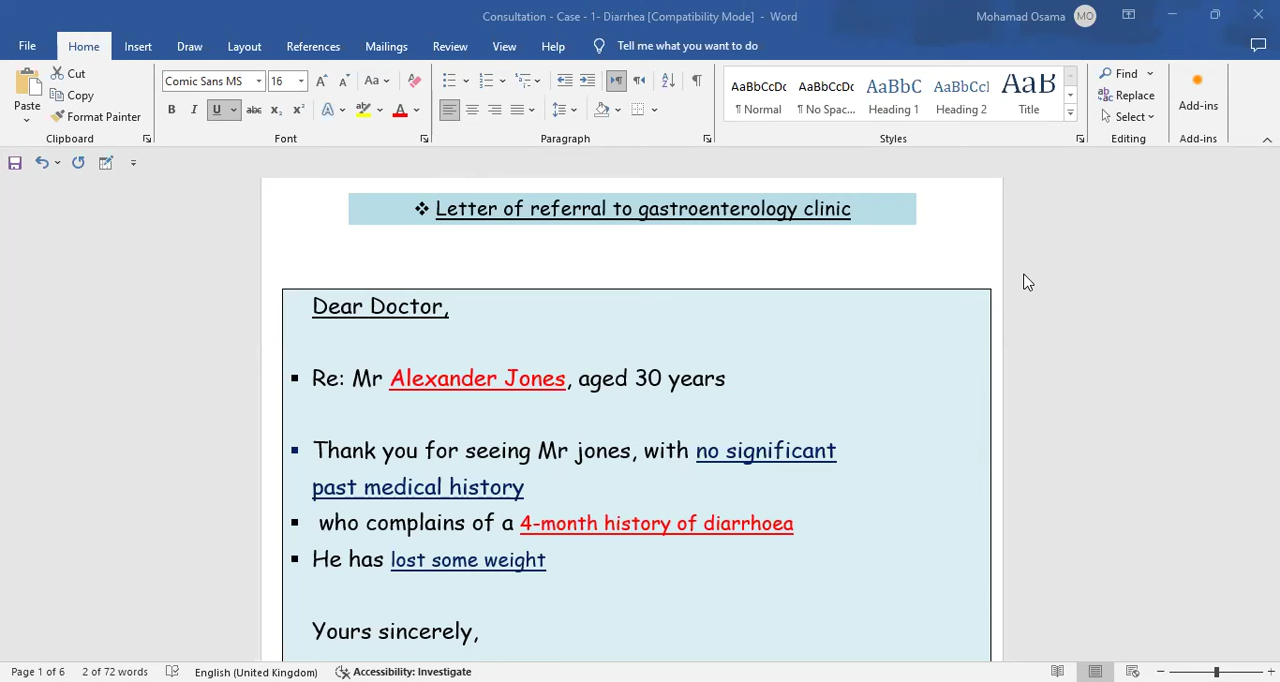 Consultation - Case - 1- Diarrhea [Compatibility Mode] - Word
Mohamad Osama MO
File Home Insert Draw Layout References Mailings Review View Help Tell me what you want to do
Paste
Cut
Copy
Format Painter
Clipboard
Comic Sans MS 16 A A Aa
B I U abc x₂ x² A A
Font
Paragraph
AaBbCcDc AaBbCcDc AaBbC AaBbCcl AaB
¶ Normal ¶ No Spac... Heading 1 Heading 2 Title
Styles
Find
Replace
Select
Editing
Add-ins
Add-ins
❖ Letter of referral to gastroenterology clinic
Dear Doctor,
▪ Re: Mr Alexander Jones, aged 30 years
▪ Thank you for seeing Mr jones, with no significant
past medical history
▪ who complains of a 4-month history of diarrhoea
▪ He has lost some weight
Yours sincerely,
Page 1 of 6 2 of 72 words English (United Kingdom) Accessibility: Investigate